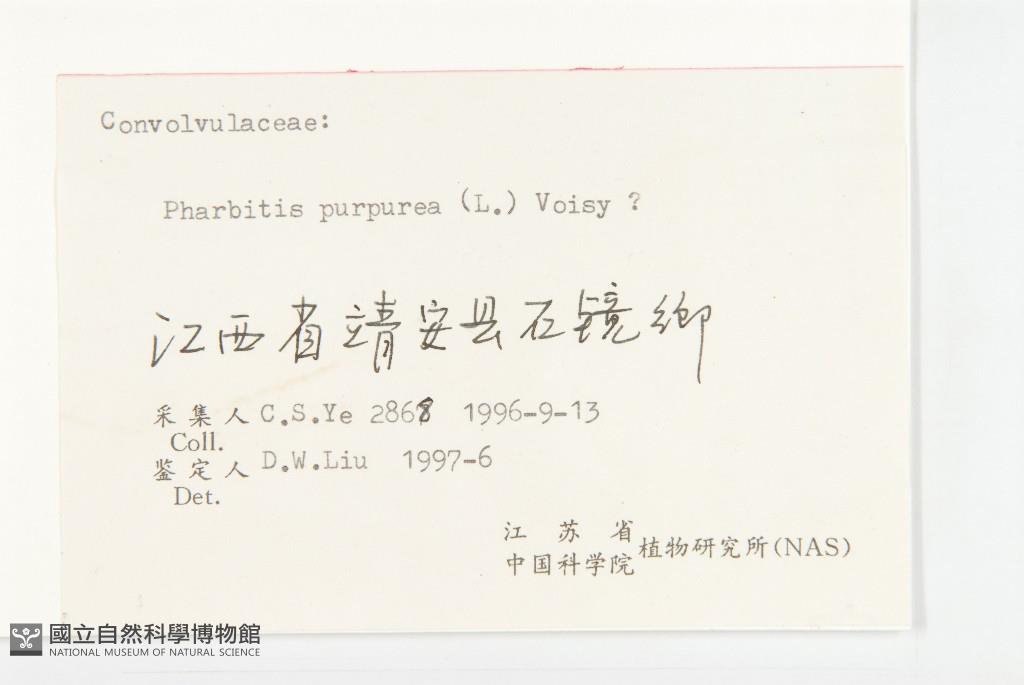 Convolvulaceae:
Pharbitis purpurea (L.) Voisy ?
江西省靖安县石镜鄉
采集人 C.S.Ye 2868 1996-9-13
Coll.
鉴定人 D.W.Liu 1997-6
Det.
江苏省
中国科学院 植物研究所(NAS)
國立自然科學博物館
NATIONAL MUSEUM OF NATURAL SCIENCE